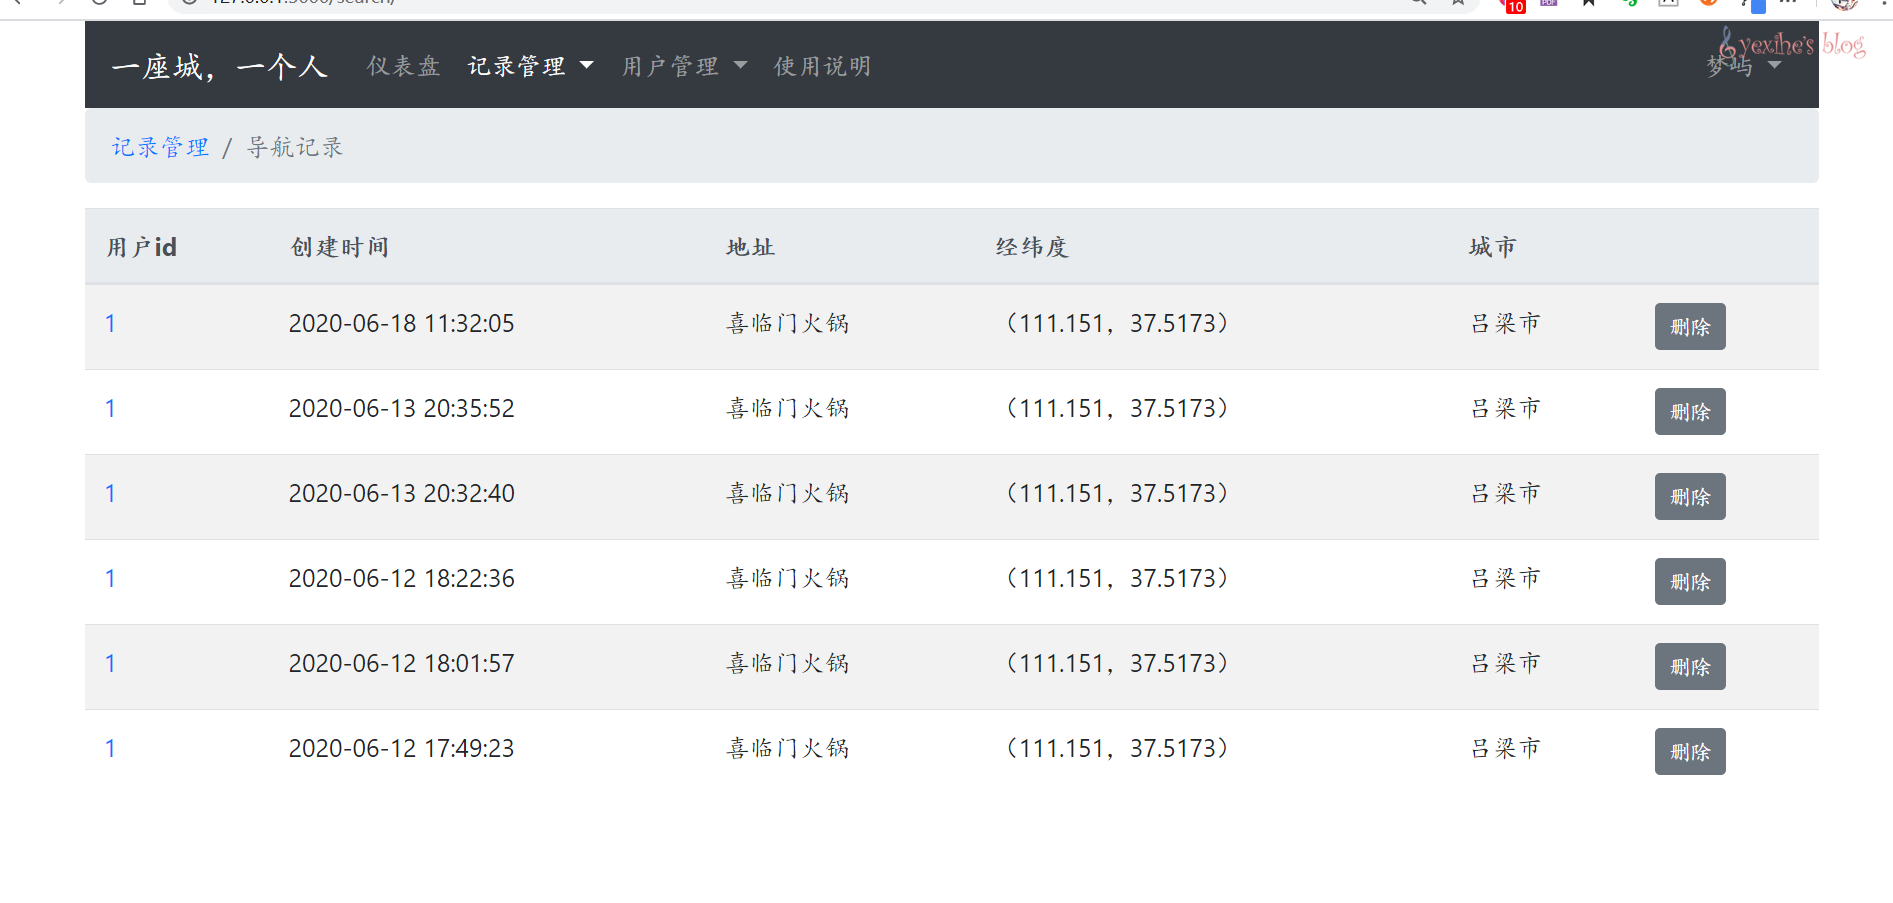 10
yexihe's blog
一座城，一个人 仪表盘 记录管理 用户管理 使用说明 梦屿
记录管理 / 导航记录
用户id 创建时间 地址 经纬度 城市
1 2020-06-18 11:32:05 喜临门火锅 （111.151，37.5173） 吕梁市 删除
1 2020-06-13 20:35:52 喜临门火锅 （111.151，37.5173） 吕梁市 删除
1 2020-06-13 20:32:40 喜临门火锅 （111.151，37.5173） 吕梁市 删除
1 2020-06-12 18:22:36 喜临门火锅 （111.151，37.5173） 吕梁市 删除
1 2020-06-12 18:01:57 喜临门火锅 （111.151，37.5173） 吕梁市 删除
1 2020-06-12 17:49:23 喜临门火锅 （111.151，37.5173） 吕梁市 删除